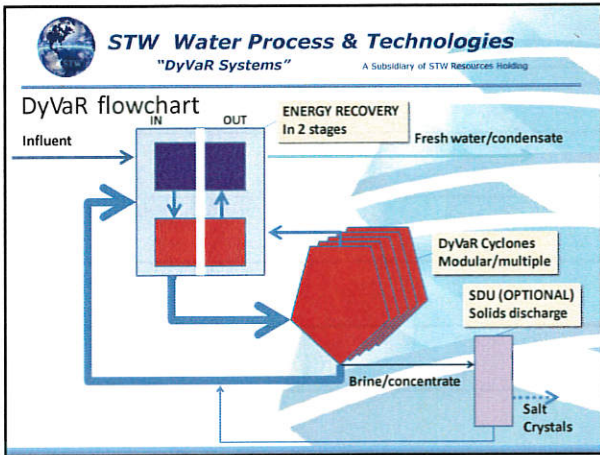 STW
STW Water Process & Technologies
"DyVaR Systems"
A Subsidiary of STW Resources Holding
DyVaR flowchart
IN
OUT
ENERGY RECOVERY
In 2 stages
Influent
Fresh water/condensate
DyVaR Cyclones
Modular/multiple
SDU (OPTIONAL)
Solids discharge
Brine/concentrate
Salt
Crystals